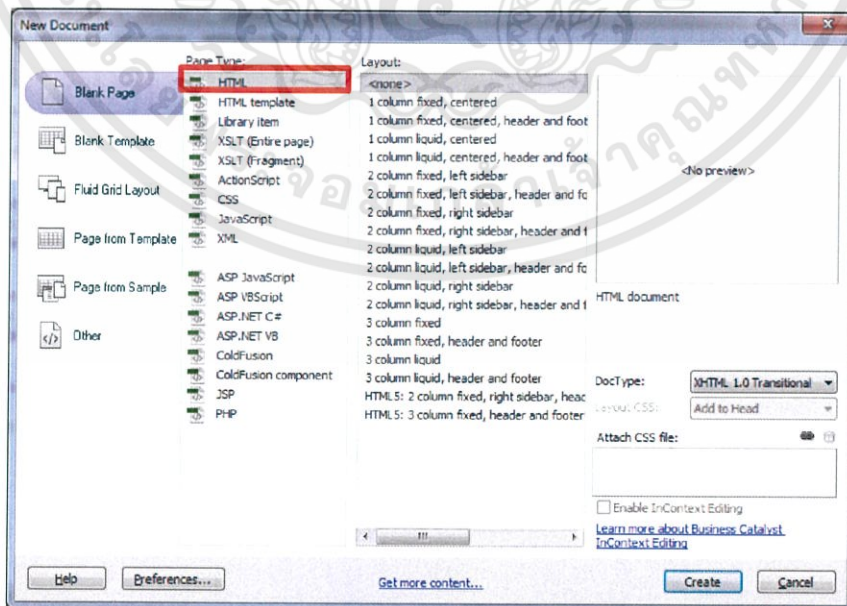 New Document
Blank Page
Blank Template
Fluid Grid Layout
Page from Template
Page from Sample
Other
Page Type:
HTML
HTML template
Library item
XSLT (Entire page)
XSLT (Fragment)
ActionScript
CSS
JavaScript
XML
ASP JavaScript
ASP VBScript
ASP.NET C#
ASP.NET VB
ColdFusion
ColdFusion component
JSP
PHP
Layout:
<none>
1 column fixed, centered
1 column fixed, centered, header and foot
1 column liquid, centered
1 column liquid, centered, header and foot
2 column fixed, left sidebar
2 column fixed, left sidebar, header and fo
2 column fixed, right sidebar
2 column fixed, right sidebar, header and f
2 column liquid, left sidebar
2 column liquid, left sidebar, header and fo
2 column liquid, right sidebar
2 column liquid, right sidebar, header and f
3 column fixed
3 column fixed, header and footer
3 column liquid
3 column liquid, header and footer
HTML5: 2 column fixed, right sidebar, heac
HTML5: 3 column fixed, header and footer
<No preview>
HTML document
DocType:
XHTML 1.0 Transitional
Layout CSS:
Add to Head
Attach CSS file:
Enable InContext Editing
Learn more about Business Catalyst
InContext Editing
Help
Preferences...
Get more content...
Create
Cancel